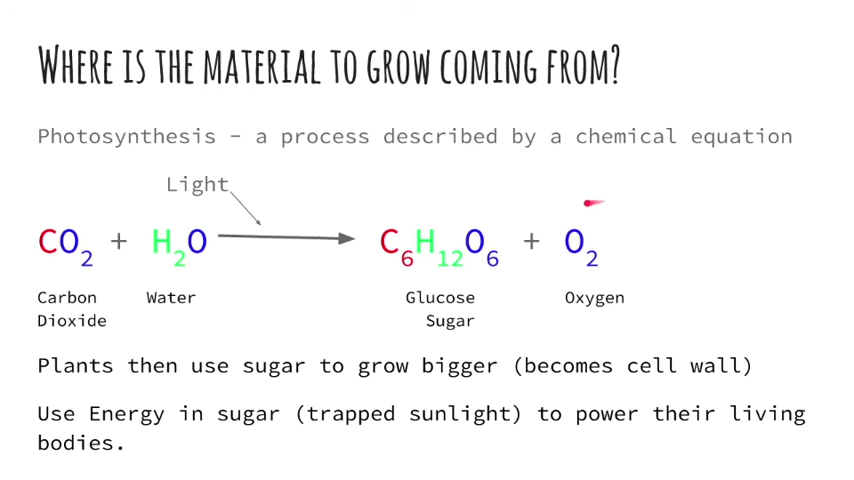 WHERE IS THE MATERIAL TO GROW COMING FROM?
Photosynthesis - a process described by a chemical equation
Light
CO₂ + H₂O → C₆H₁₂O₆ + O₂
Carbon Dioxide Water Glucose Sugar Oxygen
Plants then use sugar to grow bigger (becomes cell wall)
Use Energy in sugar (trapped sunlight) to power their living
bodies.